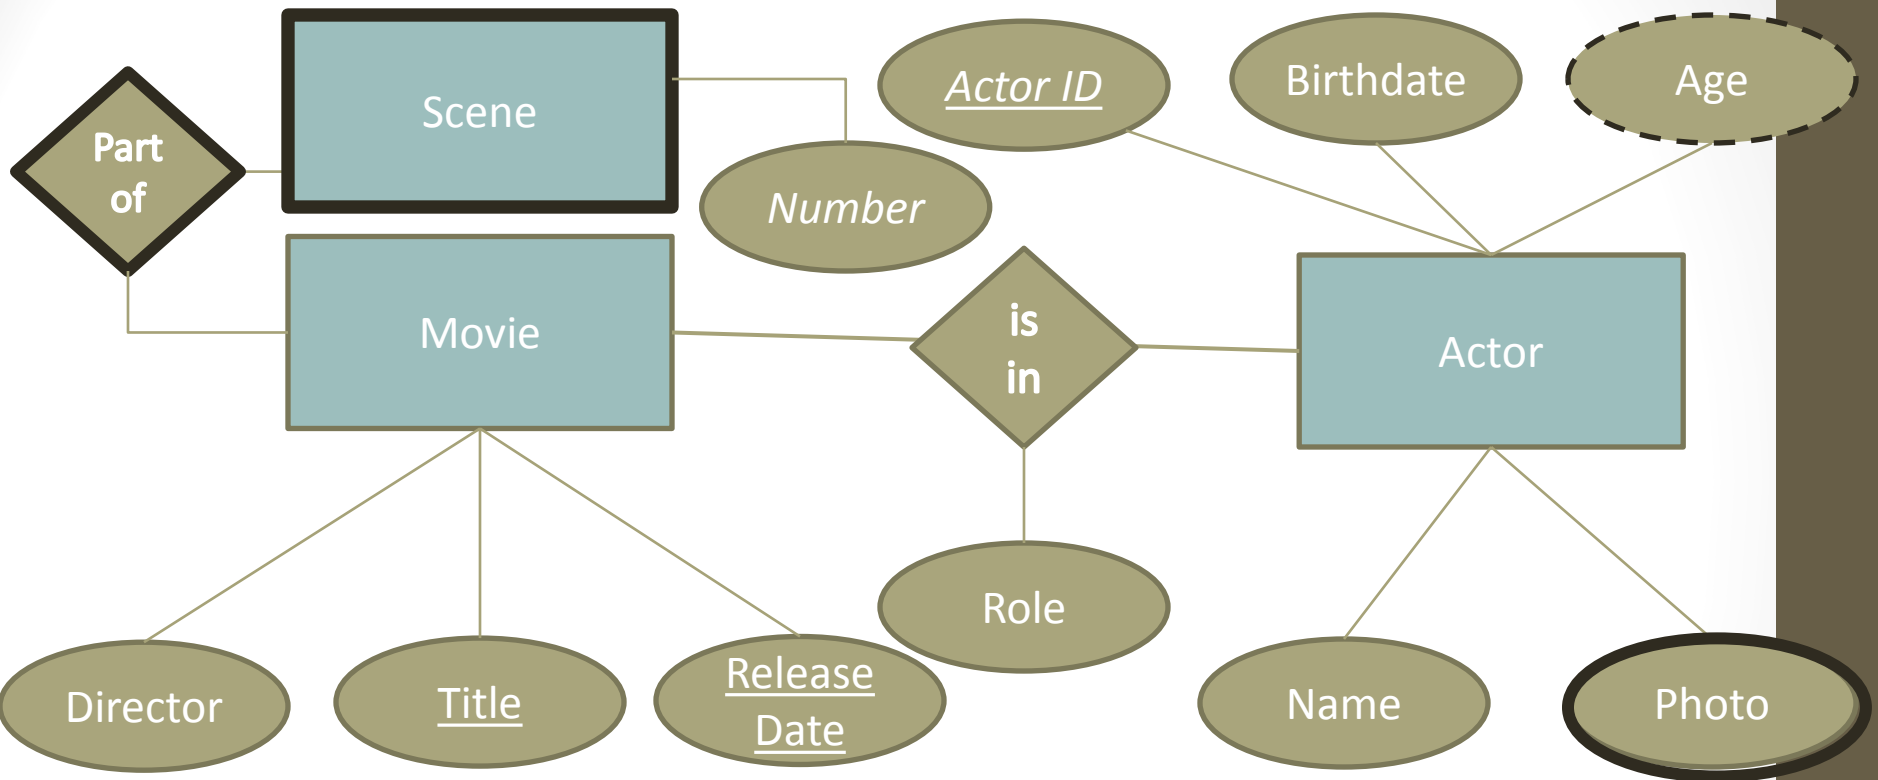 Scene
Actor ID
Birthdate
Age
Part
of
Number
Movie
is
in
Actor
Role
Director
Title
Release
Date
Name
Photo